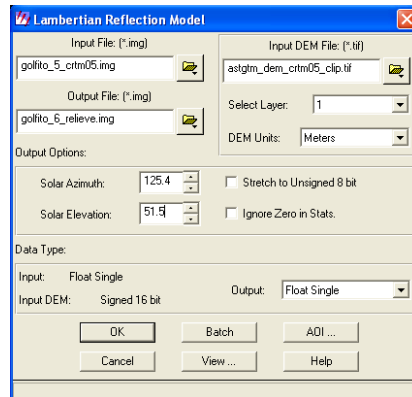 Lambertian Reflection Model
Input File: (*.img)
golfito_5_crtm05.img
Output File: (*.img)
golfito_6_relieve.img
Input DEM File: (*.tif)
astgtm_dem_crtm05_clip.tif
Select Layer: 1
DEM Units: Meters
Output Options:
Solar Azimuth: 125.4
Stretch to Unsigned 8 bit
Solar Elevation: 51.5
Ignore Zero in Stats.
Data Type:
Input: Float Single
Input DEM: Signed 16 bit
Output: Float Single
OK Batch AOI ...
Cancel View ... Help